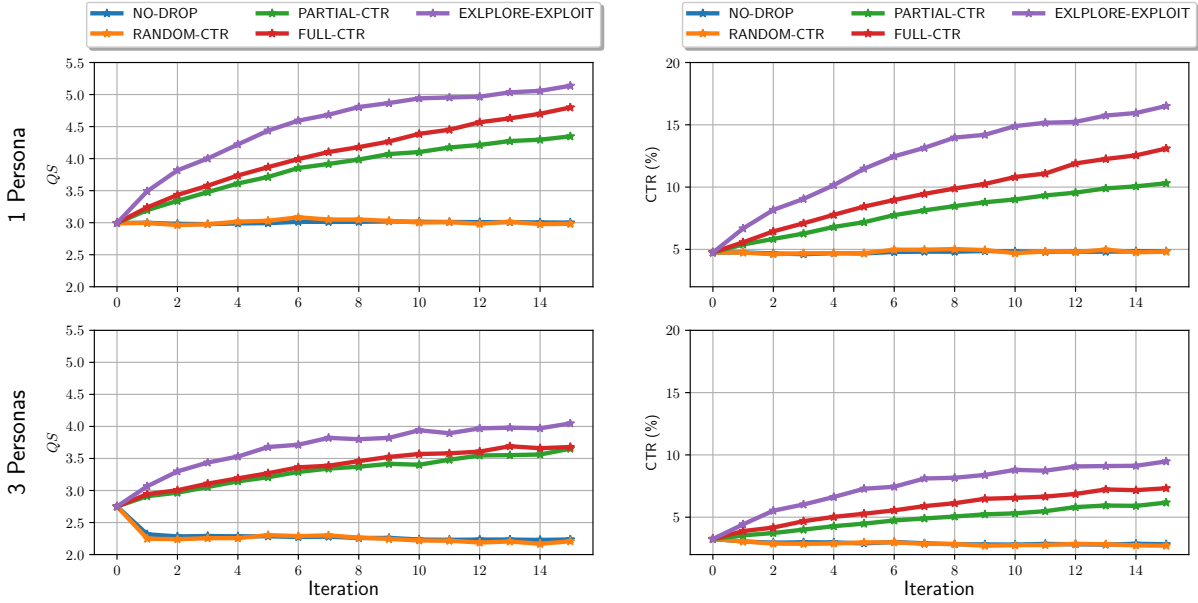 NO-DROP PARTIAL-CTR EXLPLORE-EXPLOIT
RANDOM-CTR FULL-CTR
NO-DROP PARTIAL-CTR EXLPLORE-EXPLOIT
RANDOM-CTR FULL-CTR
1 Persona
QS
5.5
5.0
4.5
4.0
3.5
3.0
2.5
2.0
0 2 4 6 8 10 12 14
CTR (%)
20
15
10
5
0 2 4 6 8 10 12 14
3 Personas
QS
5.5
5.0
4.5
4.0
3.5
3.0
2.5
2.0
0 2 4 6 8 10 12 14
Iteration
CTR (%)
20
15
10
5
0 2 4 6 8 10 12 14
Iteration